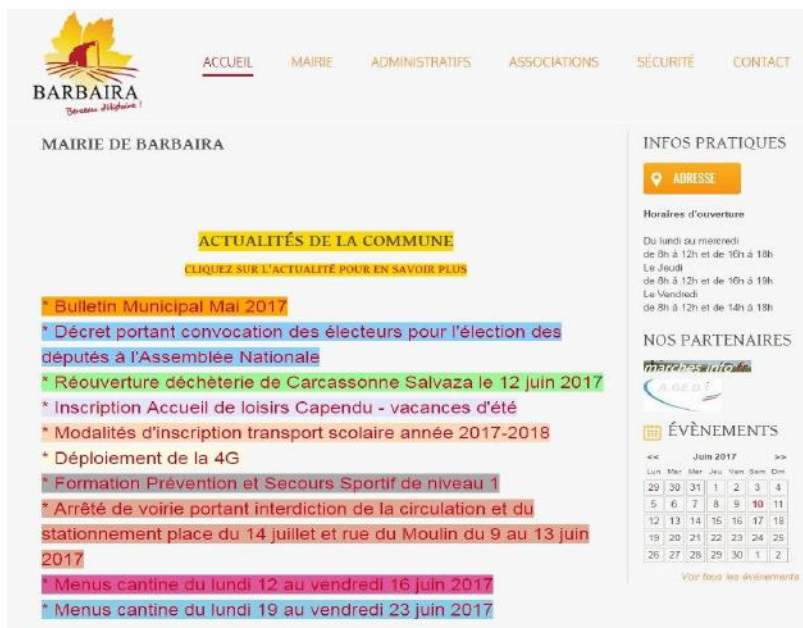 BARBAIRA
Berceau d'Histoire !
ACCUEIL MAIRIE ADMINISTRATIFS ASSOCIATIONS SÉCURITÉ CONTACT
MAIRIE DE BARBAIRA
ACTUALITÉS DE LA COMMUNE
CLIQUEZ SUR L'ACTUALITÉ POUR EN SAVOIR PLUS
* Bulletin Municipal Mai 2017
* Décret portant convocation des électeurs pour l'élection des
députés à l'Assemblée Nationale
* Réouverture déchèterie de Carcassonne Salvaza le 12 juin 2017
* Inscription Accueil de loisirs Capendu - vacances d'été
* Modalités d'inscription transport scolaire année 2017-2018
* Déploiement de la 4G
* Formation Prévention et Secours Sportif de niveau 1
* Arrêté de voirie portant interdiction de la circulation et du
stationnement place du 14 juillet et rue du Moulin du 9 au 13 juin
2017
* Menus cantine du lundi 12 au vendredi 16 juin 2017
* Menus cantine du lundi 19 au vendredi 23 juin 2017
INFOS PRATIQUES
ADRESSE
Horaires d'ouverture
Du lundi au mercredi
de 8h à 12h et de 16h à 18h
Le Jeudi
de 8h à 12h et de 16h à 19h
Le Vendredi
de 8h à 12h et de 14h à 18h
NOS PARTENAIRES
marches info
A.GE.D.I
ÉVÈNEMENTS
<< Juin 2017 >>
Lun Mar Mer Jeu Ven Sam Dim
29 30 31 1 2 3 4
5 6 7 8 9 10 11
12 13 14 15 16 17 18
19 20 21 22 23 24 25
26 27 28 29 30 1 2
Voir tous les évènements